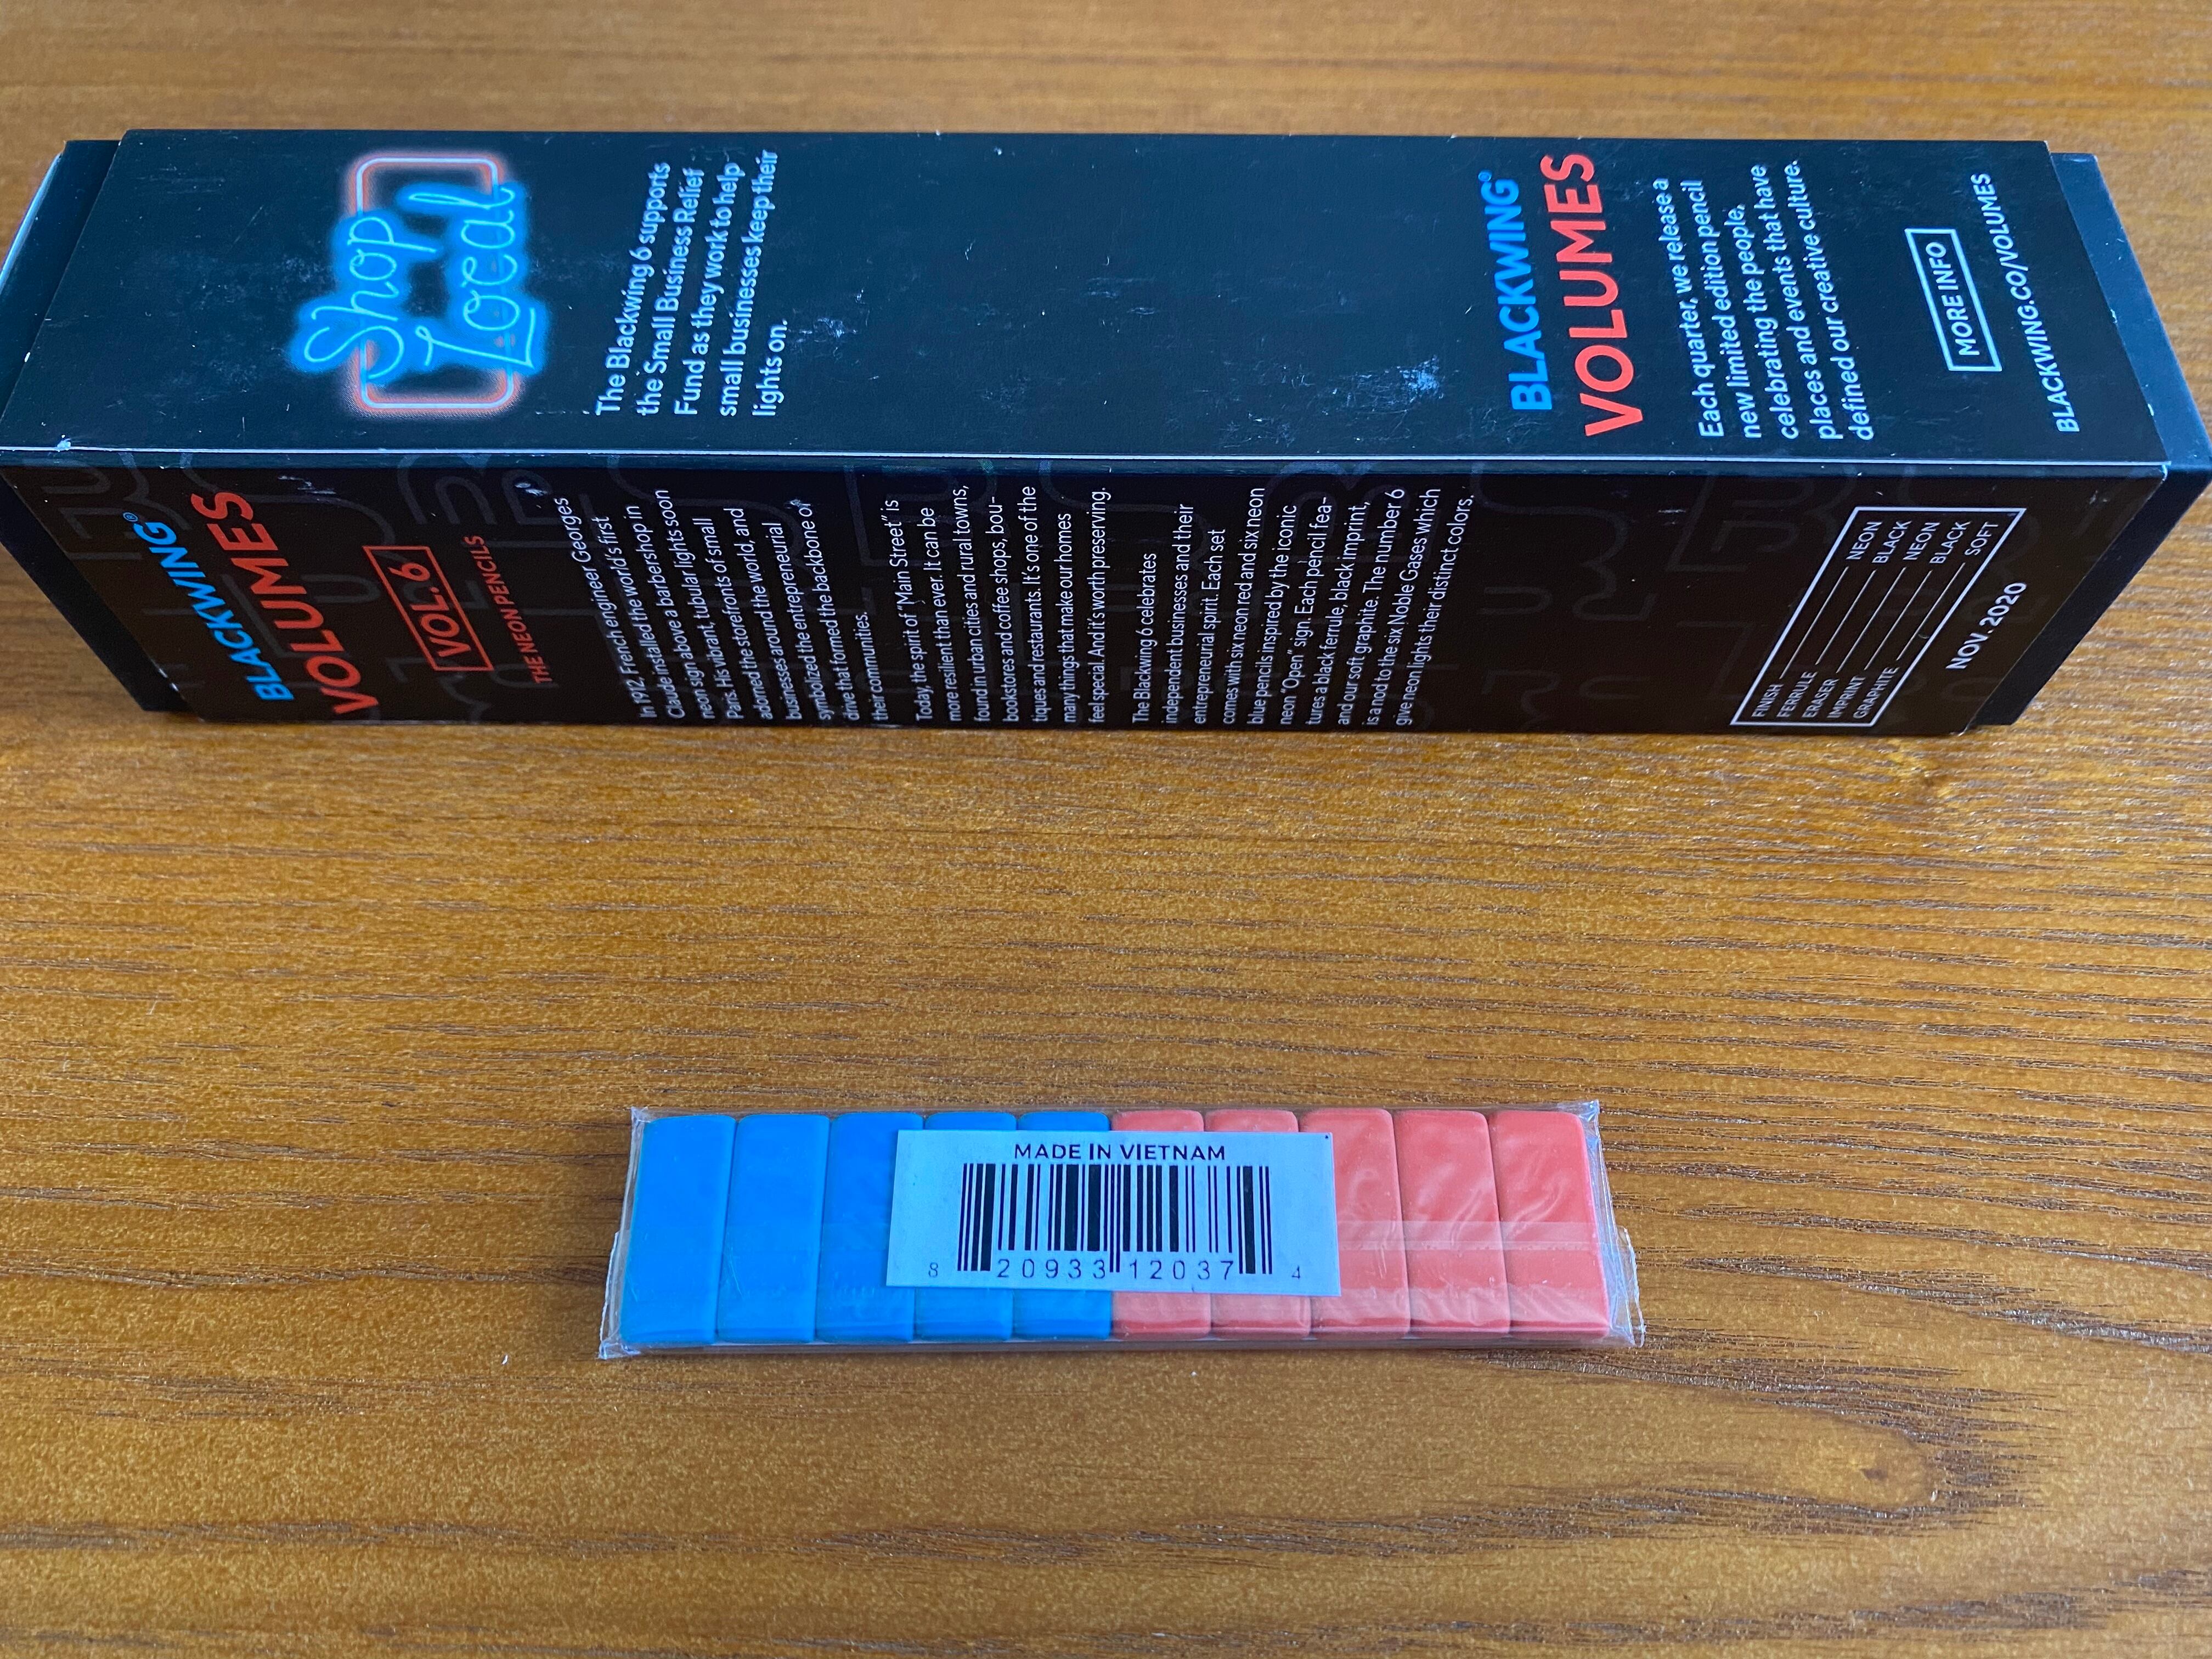 Shop
Local
The Blackwing 6 supports
the Small Business Relief
Fund as they work to help
small businesses keep their
lights on.
BLACKWING®
VOLUMES
Each quarter, we release a
new limited edition pencil
celebrating the people,
places and events that have
defined our creative culture.
MORE INFO
BLACKWING.CO/VOLUMES
BLACKWING®
VOLUMES
VOL. 6
THE NEON PENCILS
In 1912, French engineer Georges
Claude installed the world's first
neon sign above a barbershop in
Paris. His vibrant, tubular lights soon
adorned the storefronts of small
businesses around the world, and
symbolized the entrepreneurial
drive that formed the backbone of
their communities.
Today, the spirit of "Main Street" is
more resilient than ever. It can be
found in urban cities and rural towns,
bookstores and coffee shops, bou-
tiques and restaurants. It's one of the
many things that make our homes
feel special. And it's worth preserving.
The Blackwing 6 celebrates
independent businesses and their
entrepreneurial spirit. Each set
comes with six neon red and six neon
blue pencils inspired by the iconic
neon "Open" sign. Each pencil fea-
tures a black ferrule, black imprint,
and our soft graphite. The number 6
is a nod to the six Noble Gases which
give neon lights their distinct colors.
FINISH NEON
FERRULE BLACK
ERASER NEON
IMPRINT BLACK
GRAPHITE SOFT
NOV. 2020
MADE IN VIETNAM
8 20933 12037 4